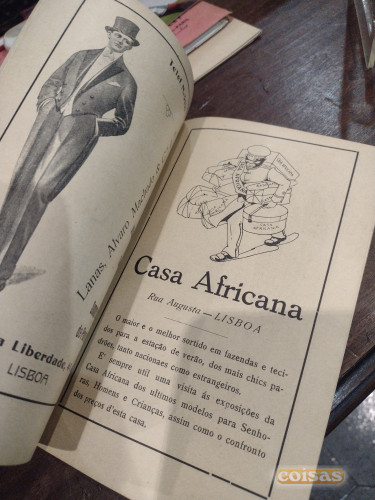 Lanas, Alvaro Machado &
a Liberdade,
LISBOA
CASA
AFRICANA
Casa Africana
Rua Augusta — LISBOA
O maior e o melhor sortido em fazendas e teci-
dos para a estação de verão, dos mais chics pa-
drões, tanto nacionaes como estrangeiros.
E' sempre util uma visita ás exposições da
Casa Africana dos ultimos modelos para Senho-
ras, Homens e Crianças, assim como o confronto
dos preços d'esta casa.
coisas